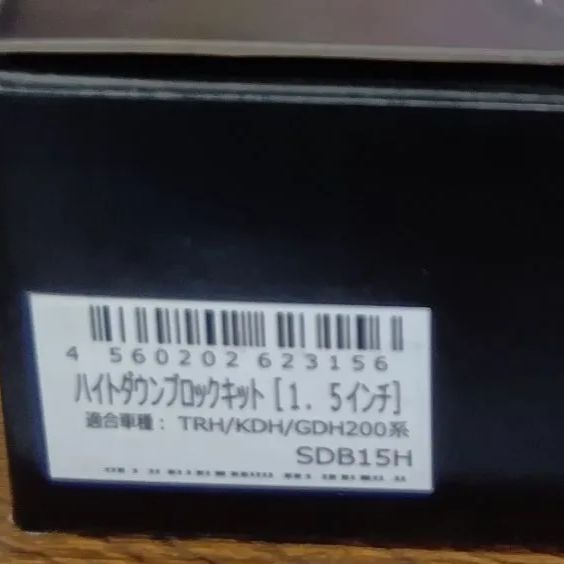 4 560202 623156
ハイトダウンブロックキット [1. 5インチ]
適合車種： TRH/KDH/GDH200系
SDB15H